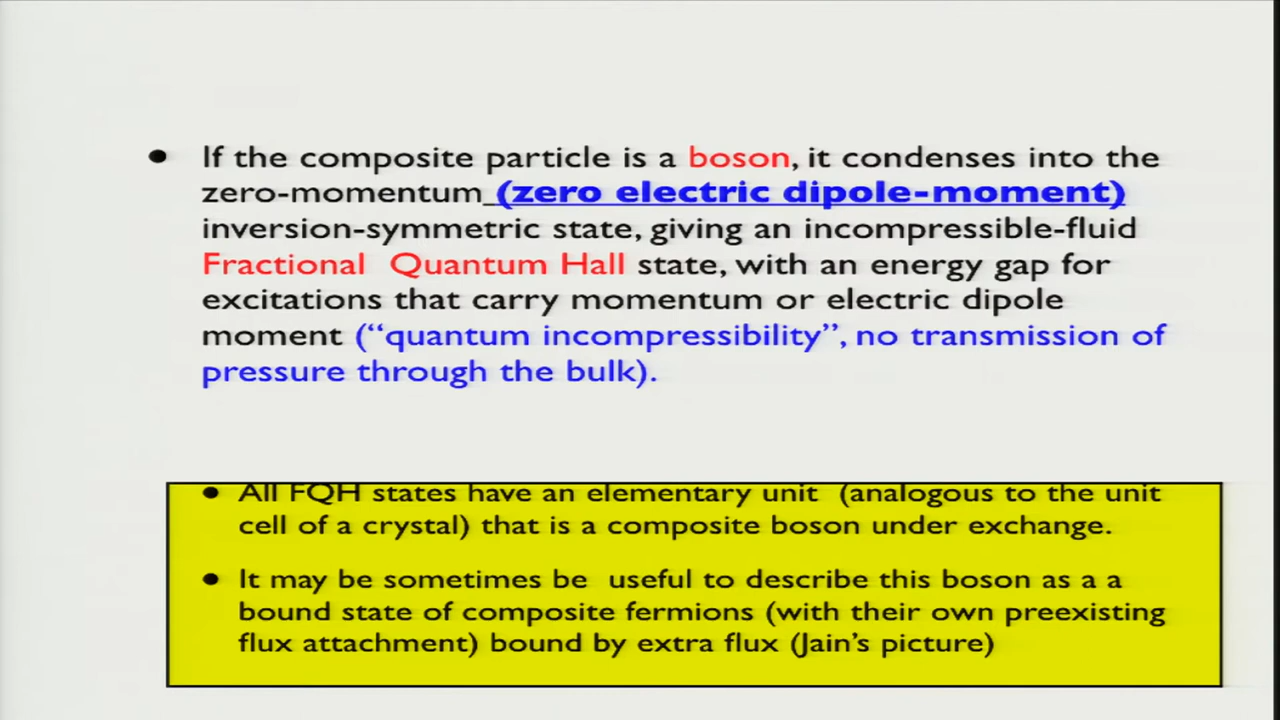 • If the composite particle is a boson, it condenses into the
zero-momentum (zero electric dipole-moment)
inversion-symmetric state, giving an incompressible-fluid
Fractional Quantum Hall state, with an energy gap for
excitations that carry momentum or electric dipole
moment (“quantum incompressibility”, no transmission of
pressure through the bulk).
• All FQH states have an elementary unit (analogous to the unit
cell of a crystal) that is a composite boson under exchange.
• It may be sometimes be useful to describe this boson as a a
bound state of composite fermions (with their own preexisting
flux attachment) bound by extra flux (Jain’s picture)